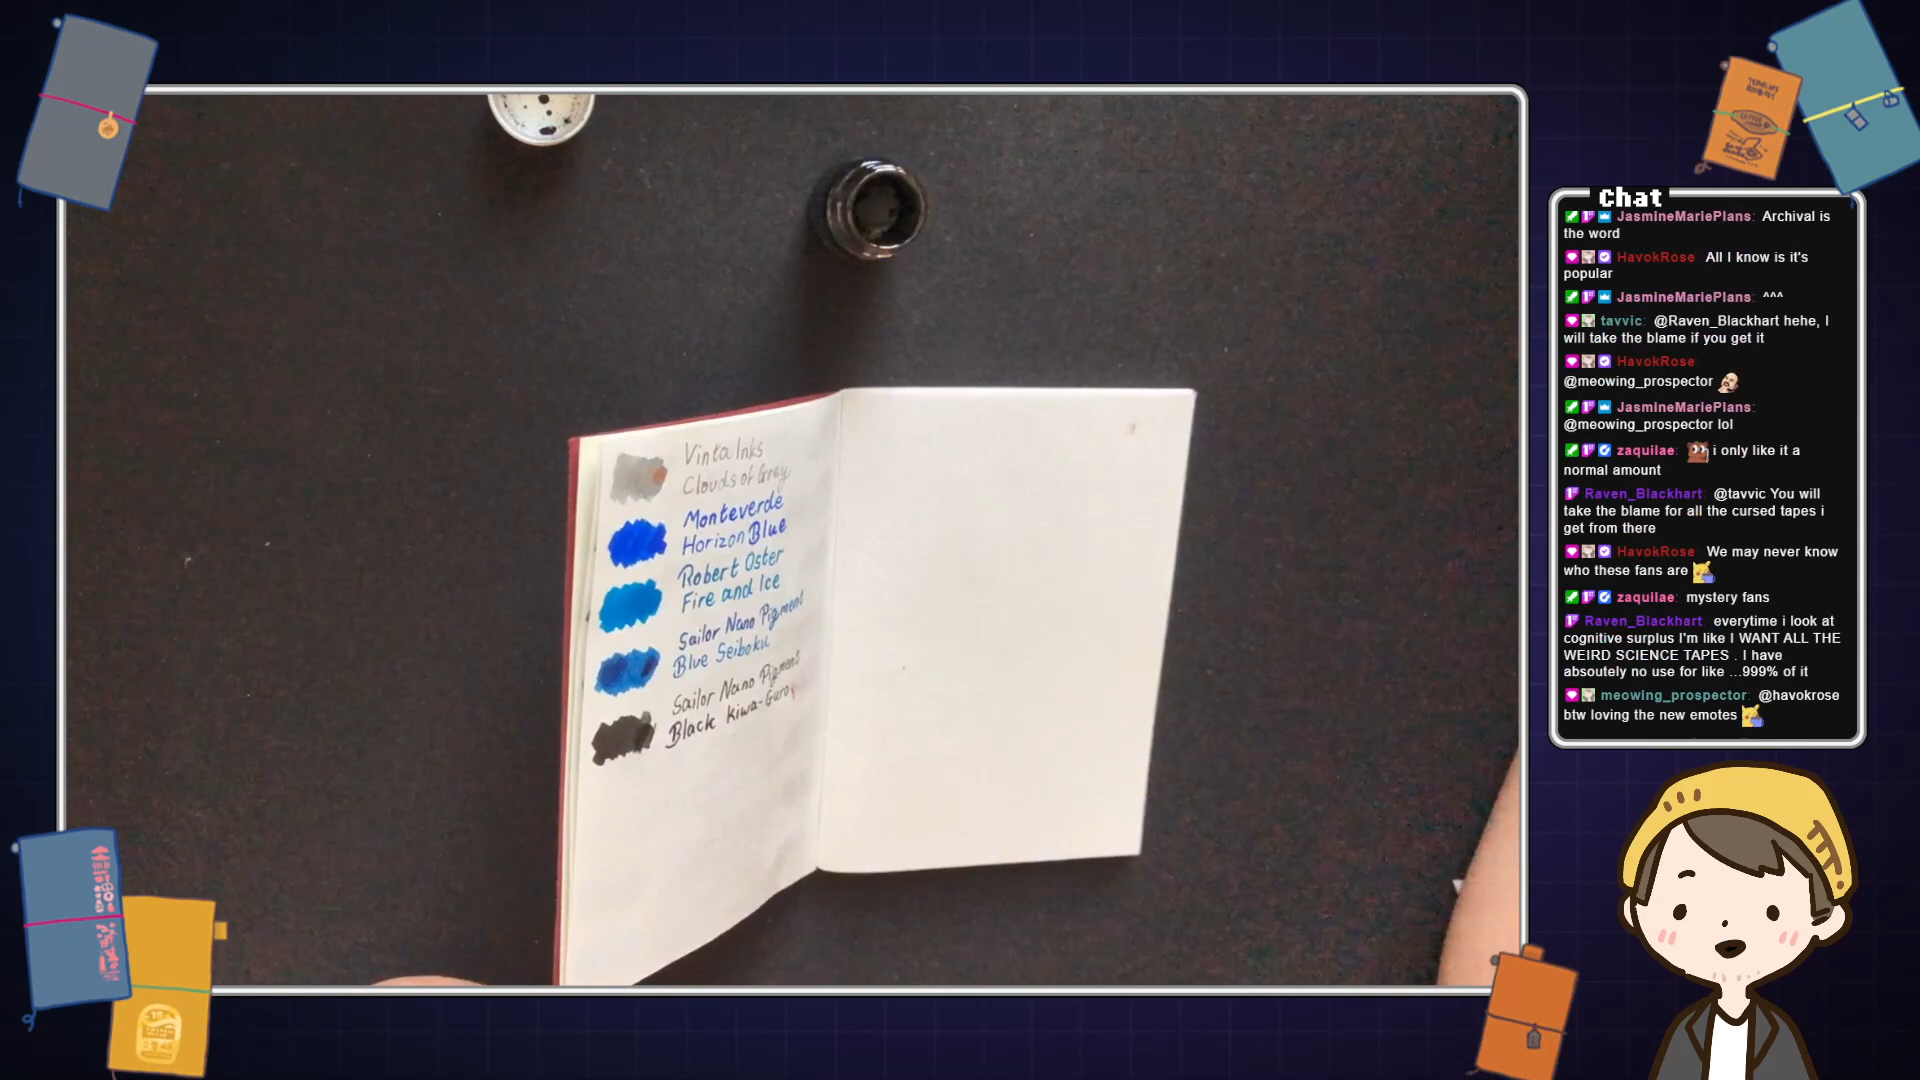 Vinta Inks
Clouds of Grey
Monteverde
Horizon Blue
Robert Oster
Fire and Ice
Sailor Nano Pigment
Blue Seiboku
Sailor Nano Pigment
Black Kiwa-Guro
chat
JasmineMariePlans: Archival is
the word
HavokRose All I know is it's
popular
JasmineMariePlans: ^^^
tavvic: @Raven_Blackhart hehe, I
will take the blame if you get it
HavokRose
@meowing_prospector
JasmineMariePlans:
@meowing_prospector lol
zaquilae: i only like it a
normal amount
Raven_Blackhart: @tavvic You will
take the blame for all the cursed tapes i
get from there
HavokRose: We may never know
who these fans are
zaquilae: mystery fans
Raven_Blackhart: everytime i look at
cognitive surplus I'm like I WANT ALL THE
WEIRD SCIENCE TAPES . I have
absoutely no use for like ...999% of it
meowing_prospector: @havokrose
btw loving the new emotes